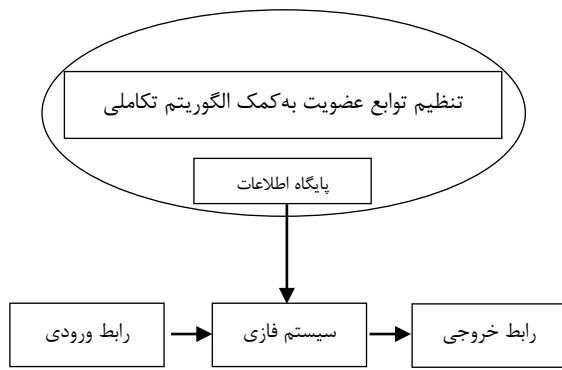 تنظیم توابع عضویت به‌کمک الگوریتم تکاملی
پایگاه اطلاعات
رابط ورودی
سیستم فازی
رابط خروجی